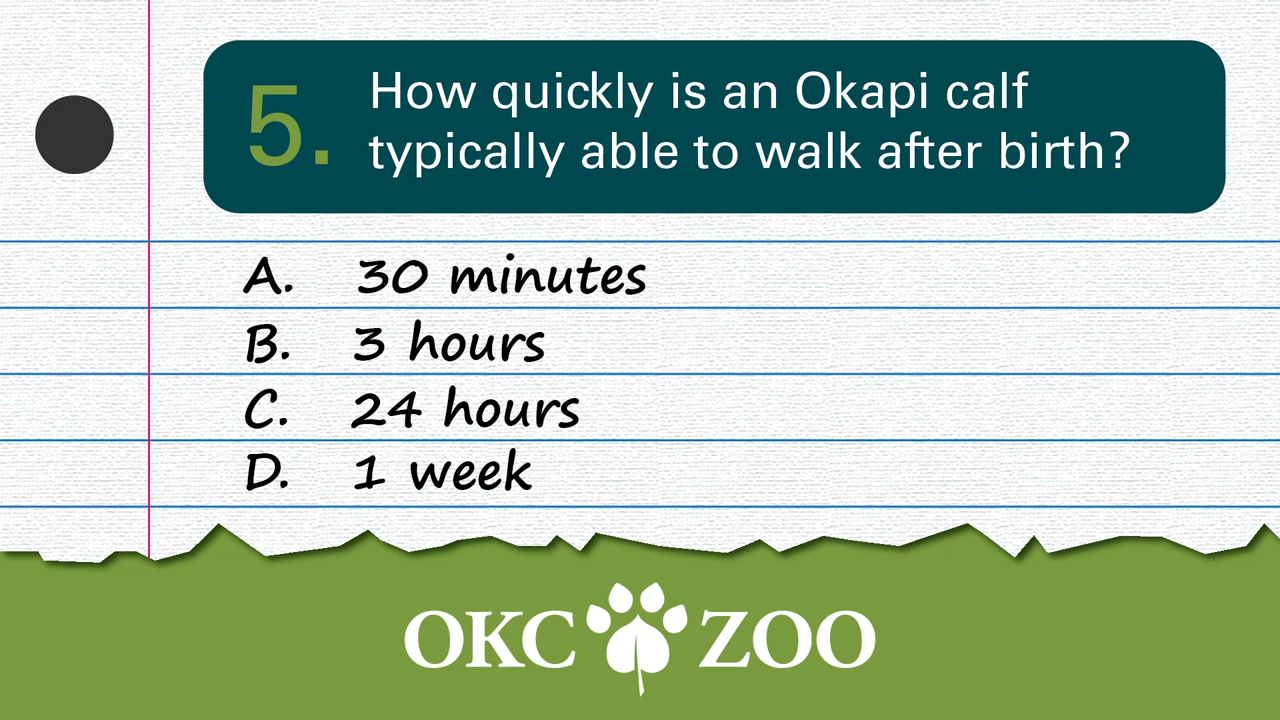 5. How quickly is an Okapi calf
typically able to walk after birth?
A. 30 minutes
B. 3 hours
C. 24 hours
D. 1 week
OKC ZOO